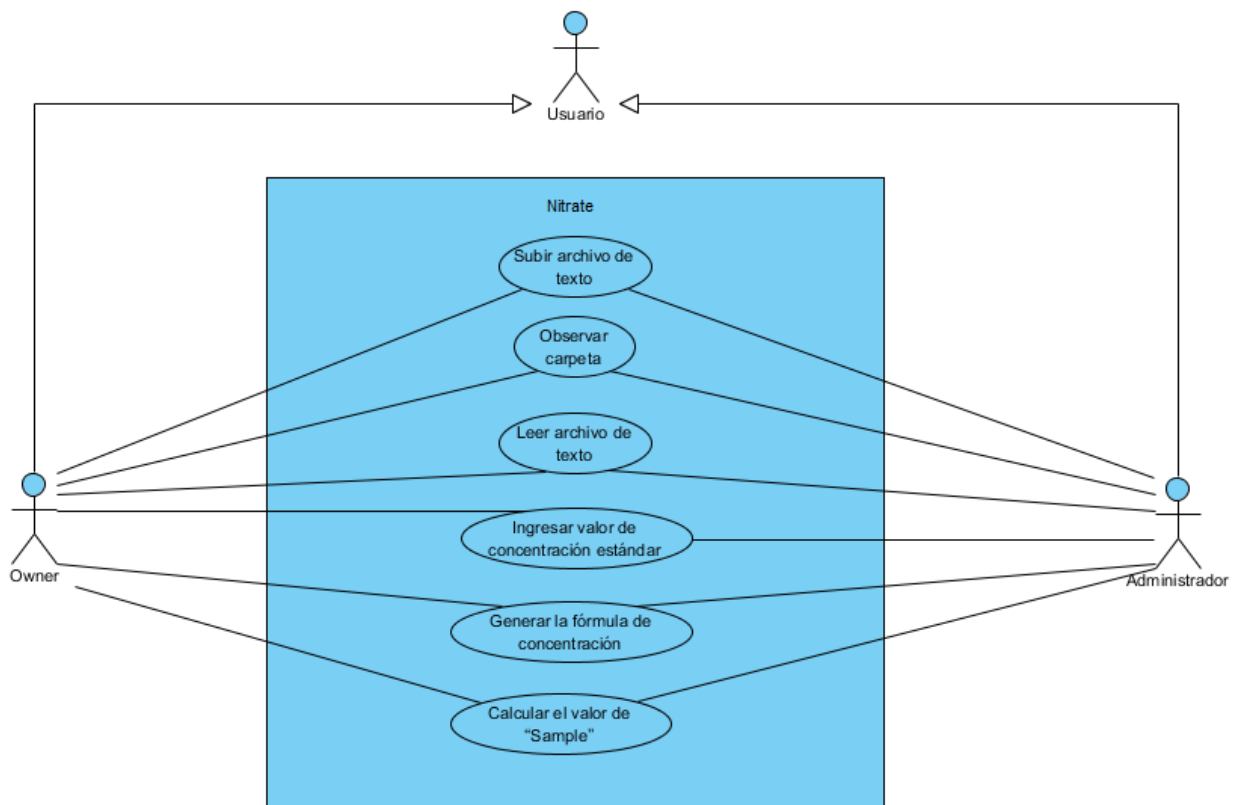 Usuario
Nitrate
Subir archivo de
texto
Observar
carpeta
Leer archivo de
texto
Ingresar valor de
concentración estándar
Owner
Administrador
Generar la fórmula de
concentración
Calcular el valor de
“Sample”